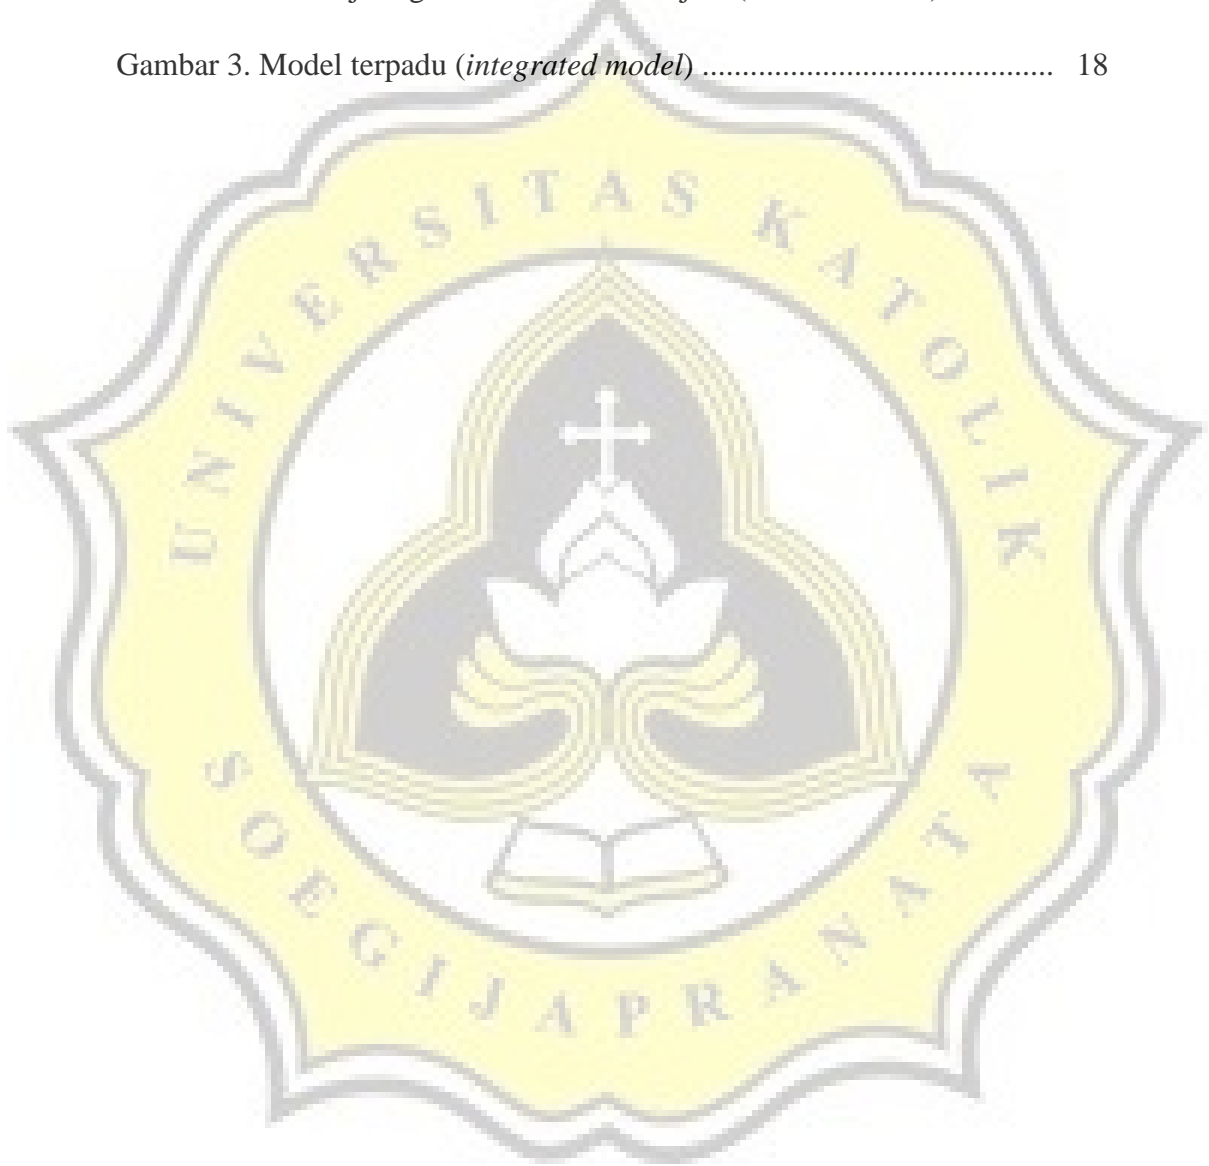 Gambar 3. Model terpadu (integrated model) ........................................... 18
UNIVERSITAS KATOLIK
SOEGIJAPRANATA